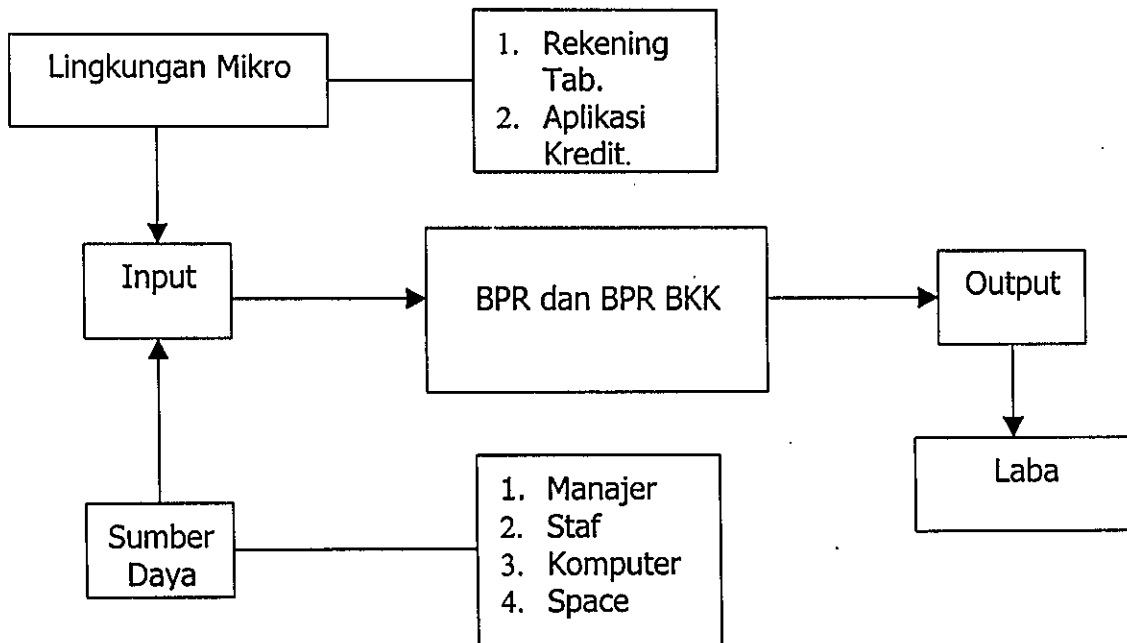 Lingkungan Mikro
1. Rekening
Tab.
2. Aplikasi
Kredit.
Input
BPR dan BPR BKK
Output
Laba
Sumber
Daya
1. Manajer
2. Staf
3. Komputer
4. Space